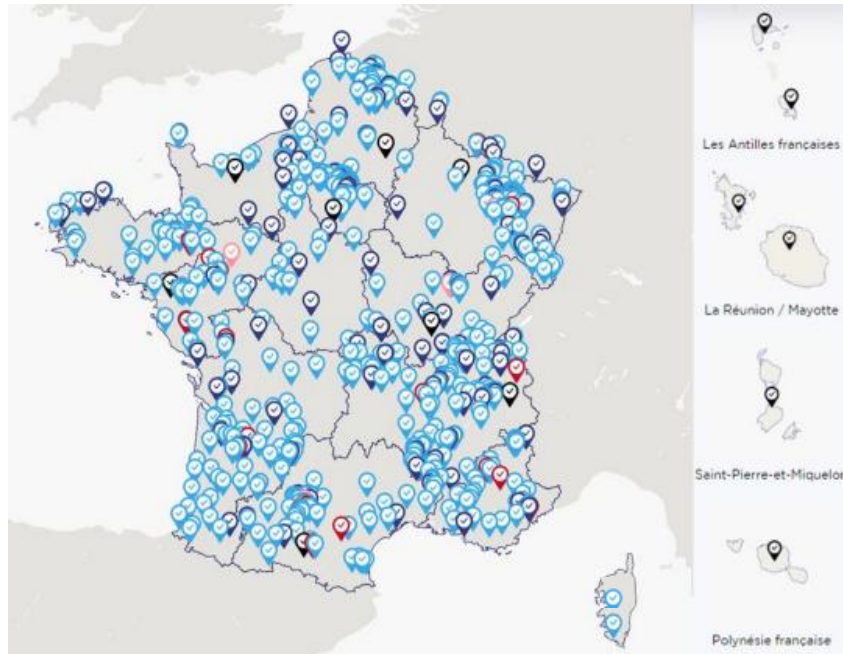 Les Antilles françaises
La Réunion / Mayotte
Saint-Pierre-et-Miquelon
Polynésie française